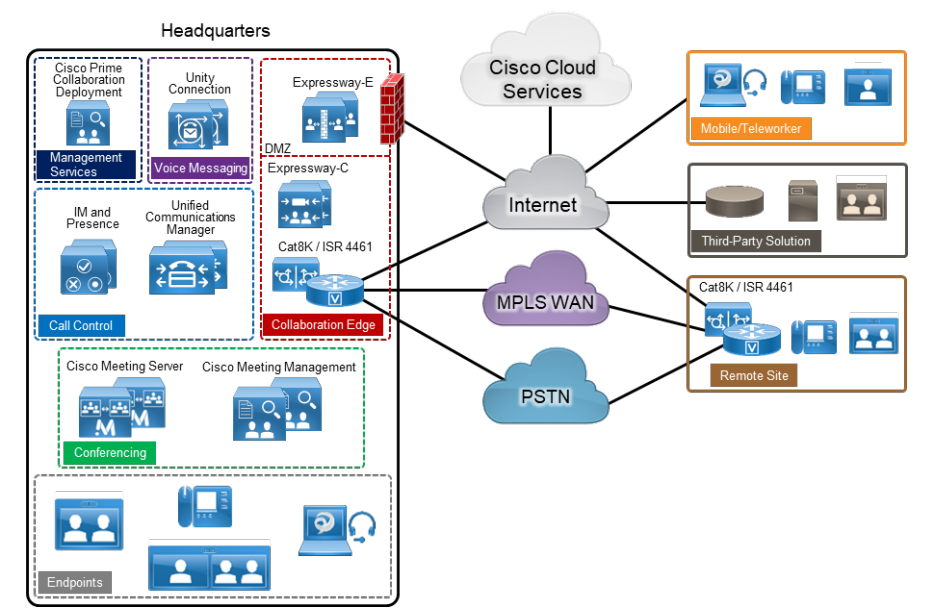 Headquarters
Cisco Prime
Collaboration
Deployment
Management
Services
Unity
Connection
Voice Messaging
Expressway-E
DMZ
Expressway-C
Cat8K / ISR 4461
V
Collaboration Edge
IM and
Presence
Unified
Communications
Manager
Call Control
Cisco Meeting Server
M
Cisco Meeting Management
Conferencing
Endpoints
Cisco Cloud
Services
Internet
MPLS WAN
PSTN
Mobile/Teleworker
Third-Party Solution
Cat8K / ISR 4461
V
Remote Site